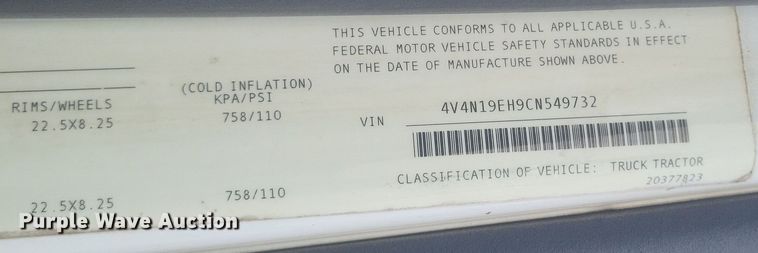 THIS VEHICLE CONFORMS TO ALL APPLICABLE U.S.A.
FEDERAL MOTOR VEHICLE SAFETY STANDARDS IN EFFECT
ON THE DATE OF MANUFACTURE SHOWN ABOVE.
(COLD INFLATION)
RIMS/WHEELS KPA/PSI
22.5X8.25 758/110
VIN 4V4N19EH9CN549732
CLASSIFICATION OF VEHICLE: TRUCK TRACTOR
20377823
22.5X8.25 758/110
Purple Wave Auction